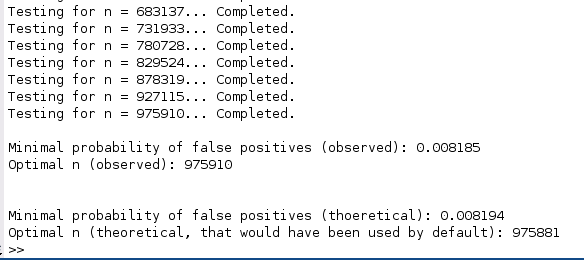 Testing for n = 683137... Completed.
Testing for n = 731933... Completed.
Testing for n = 780728... Completed.
Testing for n = 829524... Completed.
Testing for n = 878319... Completed.
Testing for n = 927115... Completed.
Testing for n = 975910... Completed.
Minimal probability of false positives (observed): 0.008185
Optimal n (observed): 975910
Minimal probability of false positives (thoeretical): 0.008194
Optimal n (theoretical, that would have been used by default): 975881
>>